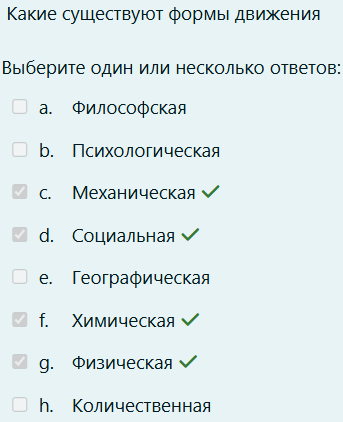 Какие существуют формы движения
Выберите один или несколько ответов:
a. Философская
b. Психологическая
c. Механическая
d. Социальная
e. Географическая
f. Химическая
g. Физическая
h. Количественная